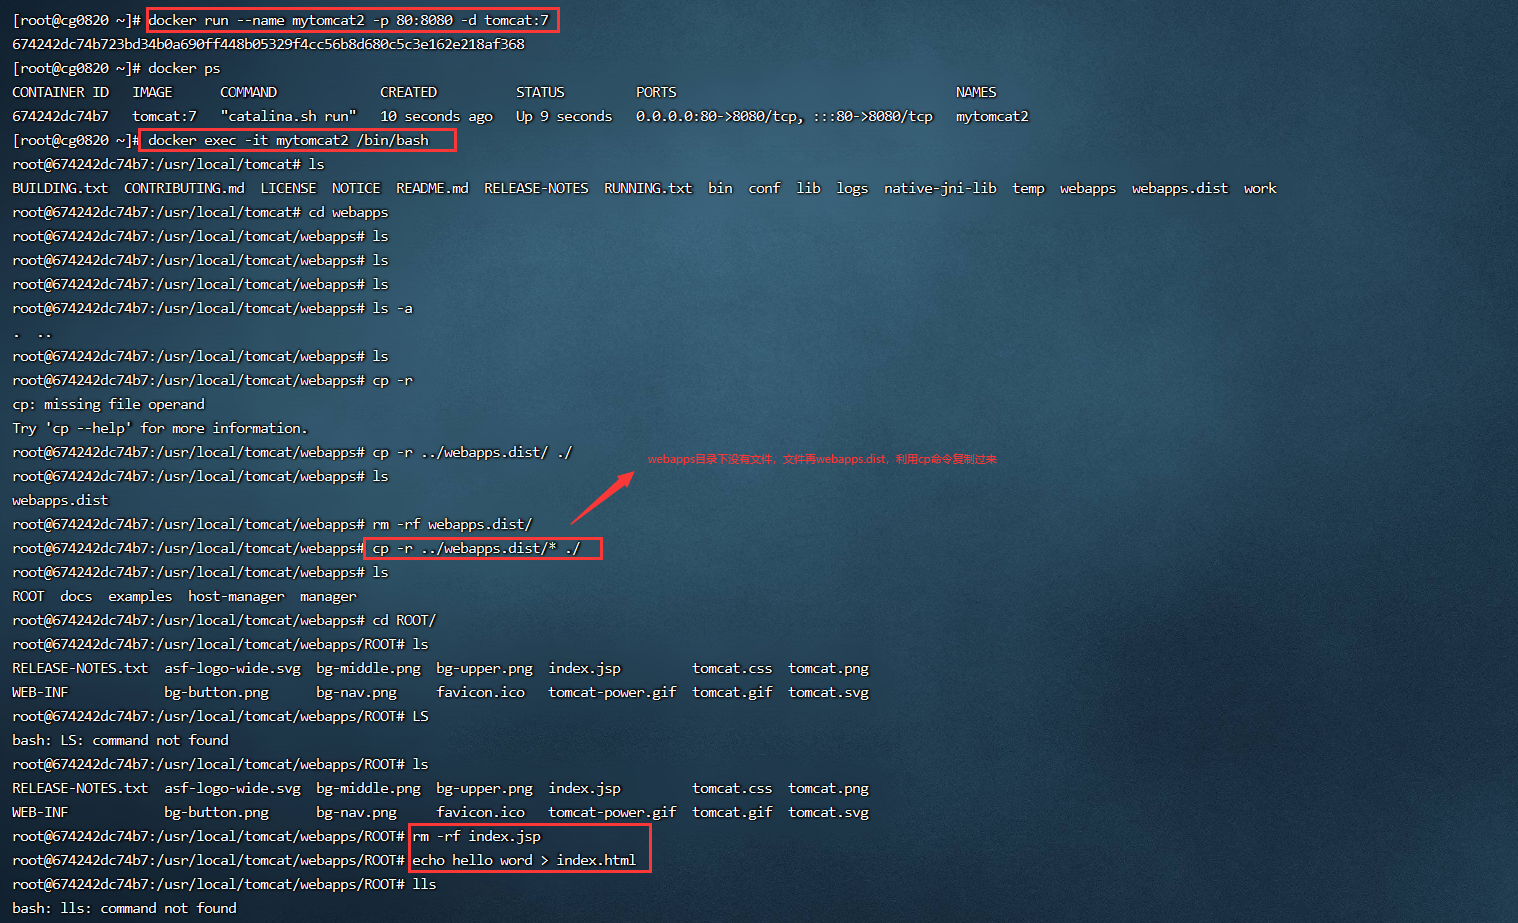 [root@cg0820 ~]# docker run --name mytomcat2 -p 80:8080 -d tomcat:7
674242dc74b723bd34b0a690ff448b05329f4cc56b8d680c5c3e162e218af368
[root@cg0820 ~]# docker ps
CONTAINER ID   IMAGE      COMMAND             CREATED          STATUS         PORTS                                   NAMES
674242dc74b7   tomcat:7   "catalina.sh run"   10 seconds ago   Up 9 seconds   0.0.0.0:80->8080/tcp, :::80->8080/tcp   mytomcat2
[root@cg0820 ~]# docker exec -it mytomcat2 /bin/bash
root@674242dc74b7:/usr/local/tomcat# ls
BUILDING.txt  CONTRIBUTING.md  LICENSE  NOTICE  README.md  RELEASE-NOTES  RUNNING.txt  bin  conf  lib  logs  native-jni-lib  temp  webapps  webapps.dist  work
root@674242dc74b7:/usr/local/tomcat# cd webapps
root@674242dc74b7:/usr/local/tomcat/webapps# ls
root@674242dc74b7:/usr/local/tomcat/webapps# ls
root@674242dc74b7:/usr/local/tomcat/webapps# ls
root@674242dc74b7:/usr/local/tomcat/webapps# ls -a
.  ..
root@674242dc74b7:/usr/local/tomcat/webapps# ls
root@674242dc74b7:/usr/local/tomcat/webapps# cp -r
cp: missing file operand
Try 'cp --help' for more information.
root@674242dc74b7:/usr/local/tomcat/webapps# cp -r ../webapps.dist/ ./
webapps目录下没有文件，文件再webapps.dist，利用cp命令复制过来
root@674242dc74b7:/usr/local/tomcat/webapps# ls
webapps.dist
root@674242dc74b7:/usr/local/tomcat/webapps# rm -rf webapps.dist/
root@674242dc74b7:/usr/local/tomcat/webapps# cp -r ../webapps.dist/* ./
root@674242dc74b7:/usr/local/tomcat/webapps# ls
ROOT  docs  examples  host-manager  manager
root@674242dc74b7:/usr/local/tomcat/webapps# cd ROOT/
root@674242dc74b7:/usr/local/tomcat/webapps/ROOT# ls
RELEASE-NOTES.txt  asf-logo-wide.svg  bg-middle.png  bg-upper.png  index.jsp         tomcat.css  tomcat.png
WEB-INF            bg-button.png      bg-nav.png     favicon.ico   tomcat-power.gif  tomcat.gif  tomcat.svg
root@674242dc74b7:/usr/local/tomcat/webapps/ROOT# LS
bash: LS: command not found
root@674242dc74b7:/usr/local/tomcat/webapps/ROOT# ls
RELEASE-NOTES.txt  asf-logo-wide.svg  bg-middle.png  bg-upper.png  index.jsp         tomcat.css  tomcat.png
WEB-INF            bg-button.png      bg-nav.png     favicon.ico   tomcat-power.gif  tomcat.gif  tomcat.svg
root@674242dc74b7:/usr/local/tomcat/webapps/ROOT# rm -rf index.jsp
root@674242dc74b7:/usr/local/tomcat/webapps/ROOT# echo hello word > index.html
root@674242dc74b7:/usr/local/tomcat/webapps/ROOT# lls
bash: lls: command not found